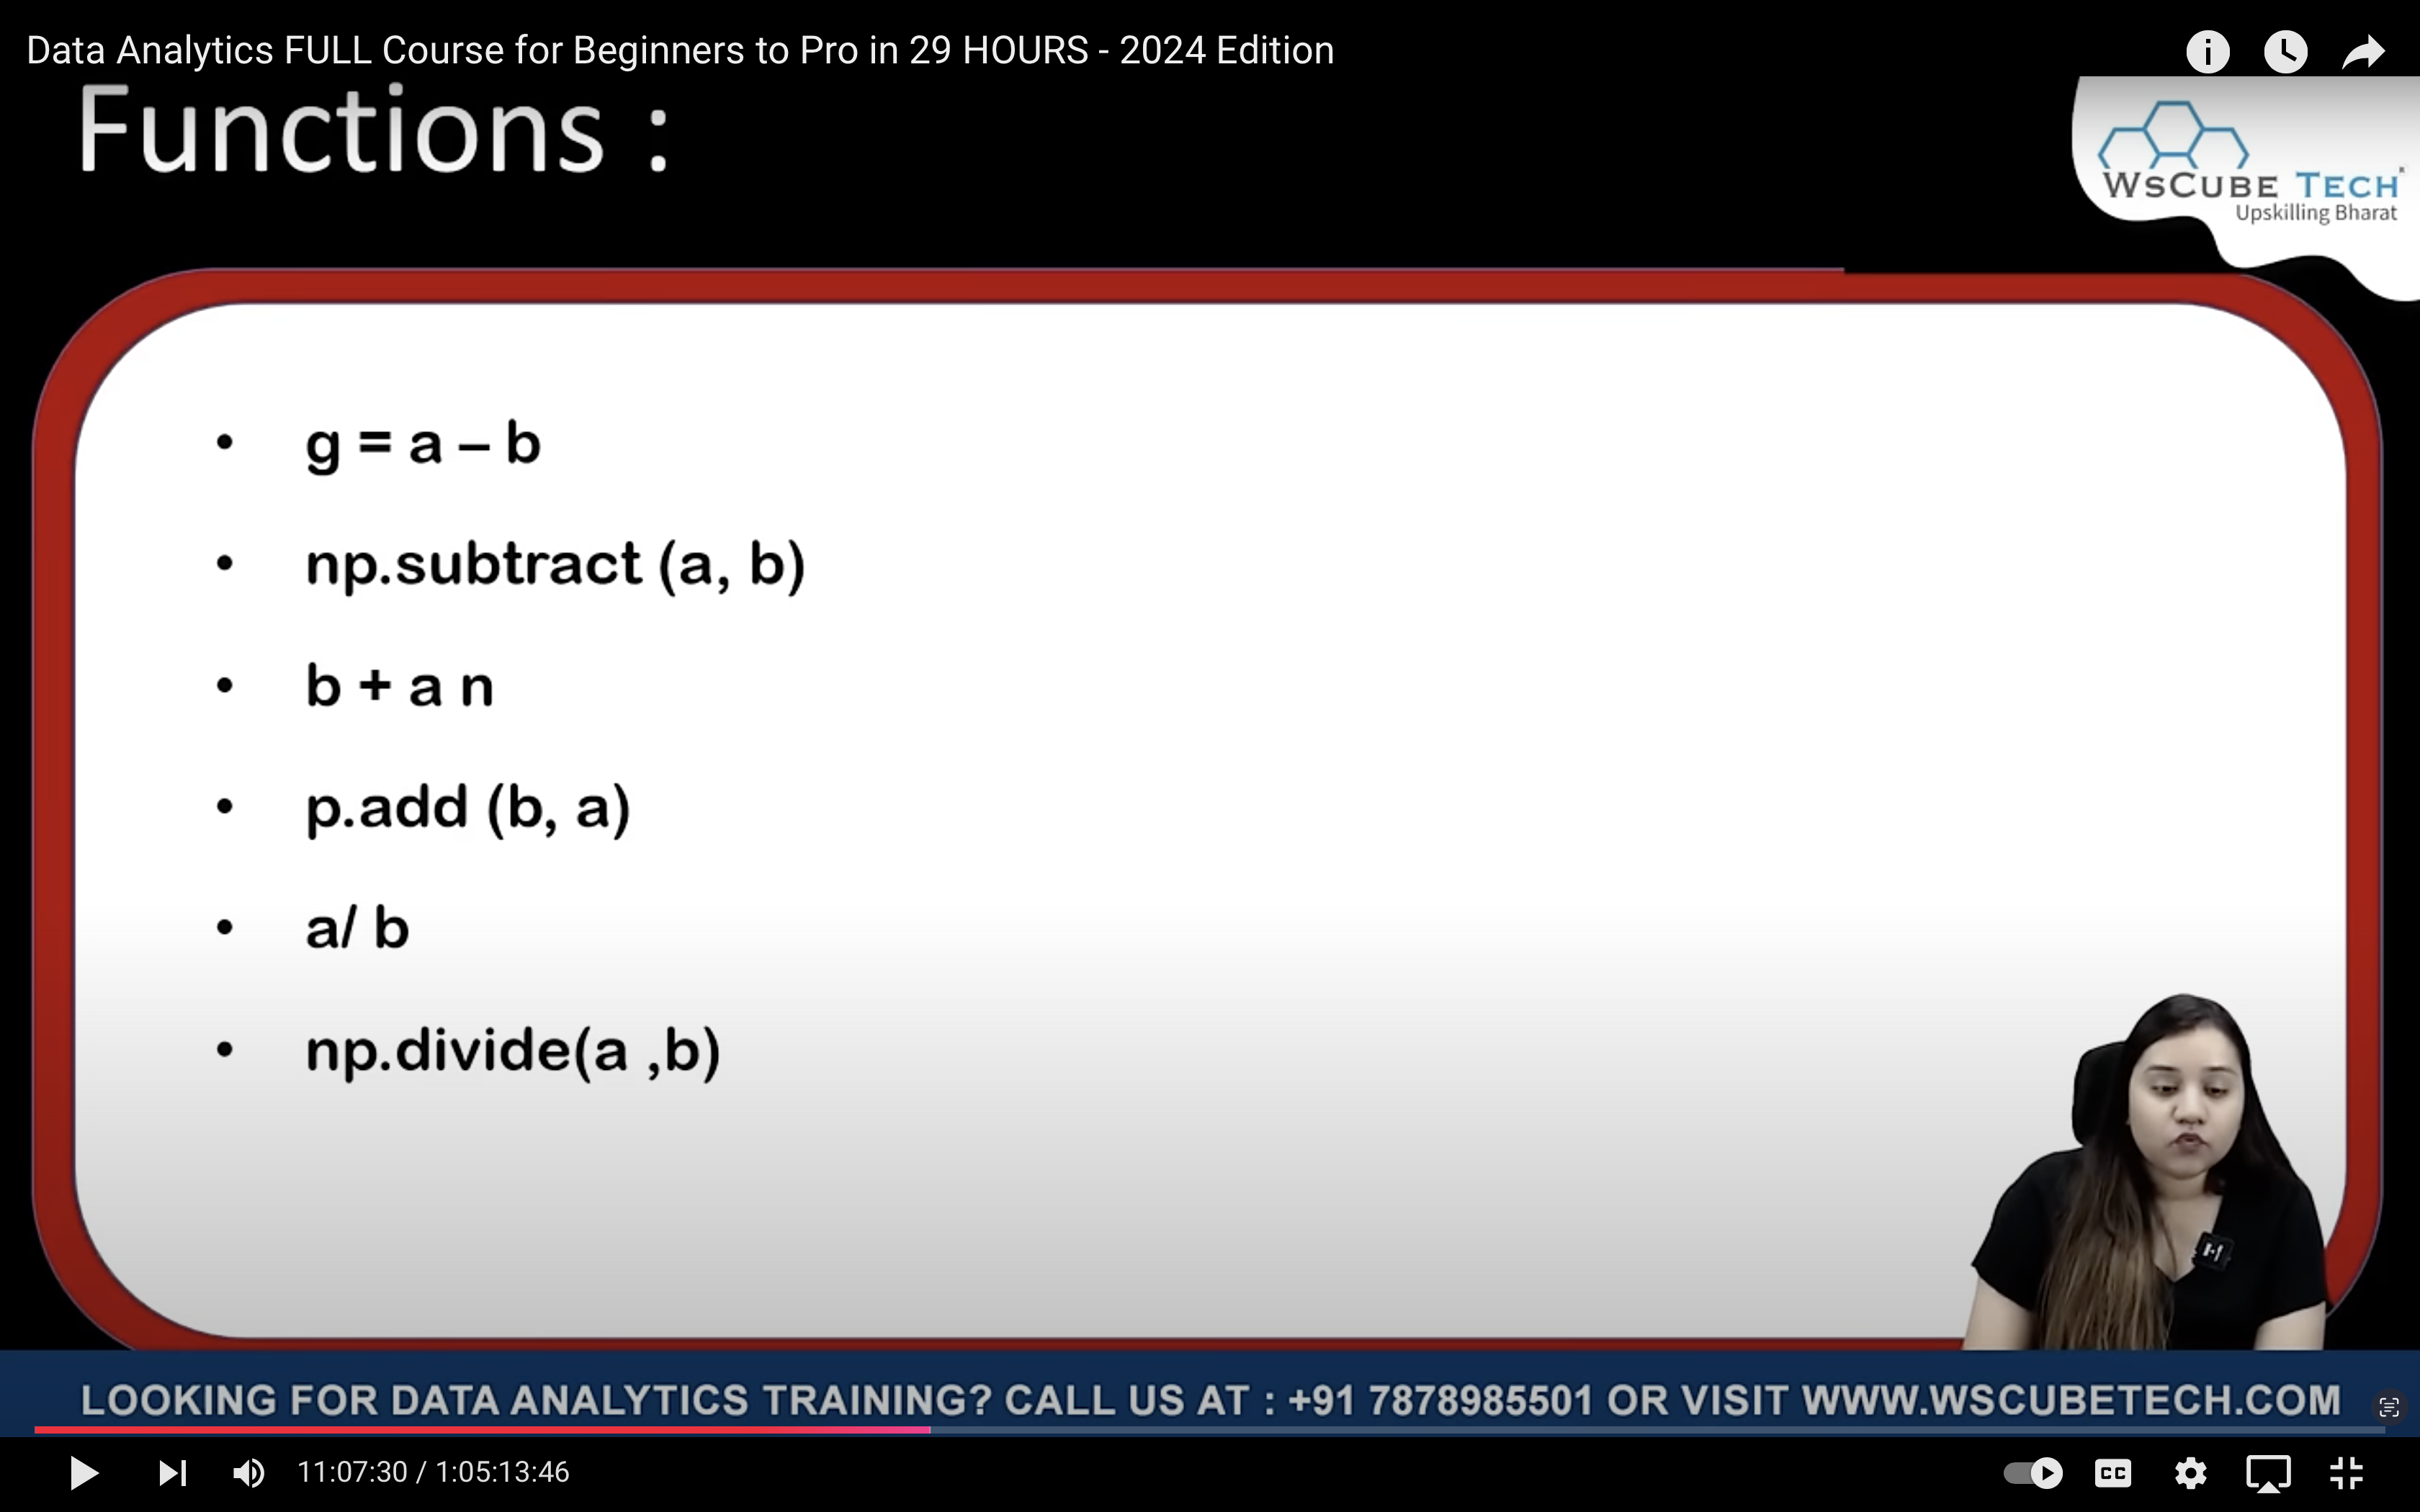 Data Analytics FULL Course for Beginners to Pro in 29 HOURS - 2024 Edition
Functions :
WsCube Tech
Upskilling Bharat
• g = a – b
• np.subtract (a, b)
• b + a n
• p.add (b, a)
• a/ b
• np.divide(a ,b)
LOOKING FOR DATA ANALYTICS TRAINING? CALL US AT : +91 7878985501 OR VISIT WWW.WSCUBETECH.COM
11:07:30 / 1:05:13:46
CC